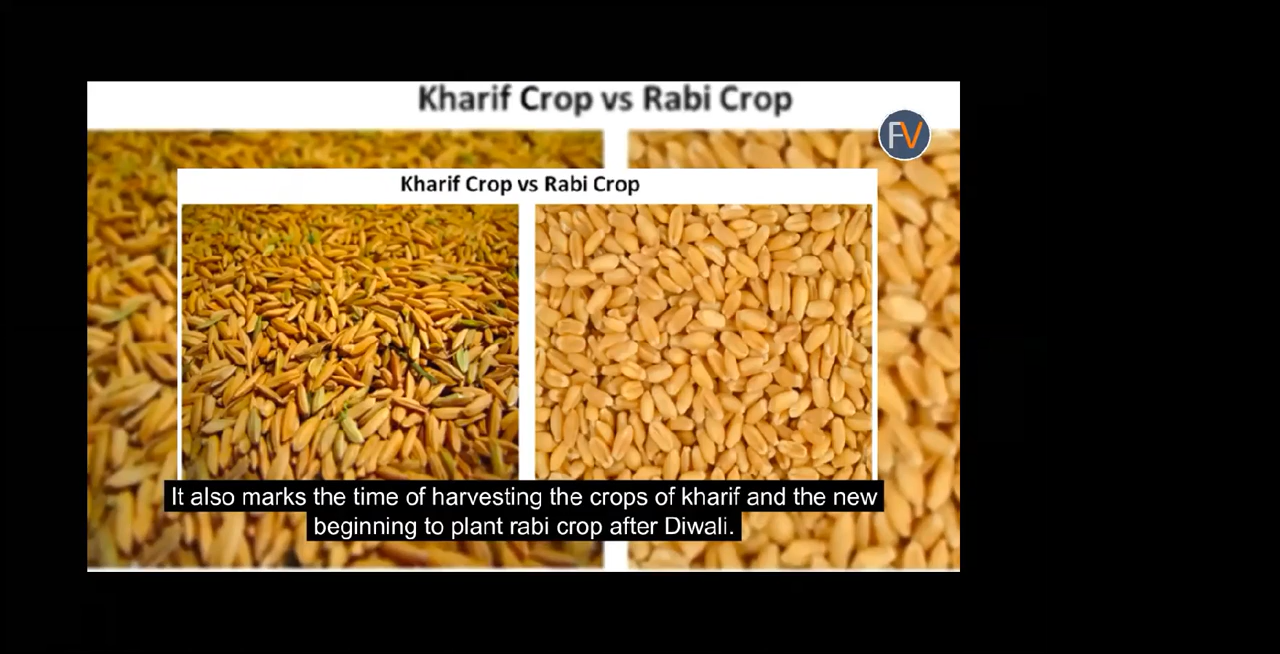 Kharif Crop vs Rabi Crop
FV
Kharif Crop vs Rabi Crop
It also marks the time of harvesting the crops of kharif and the new
beginning to plant rabi crop after Diwali.